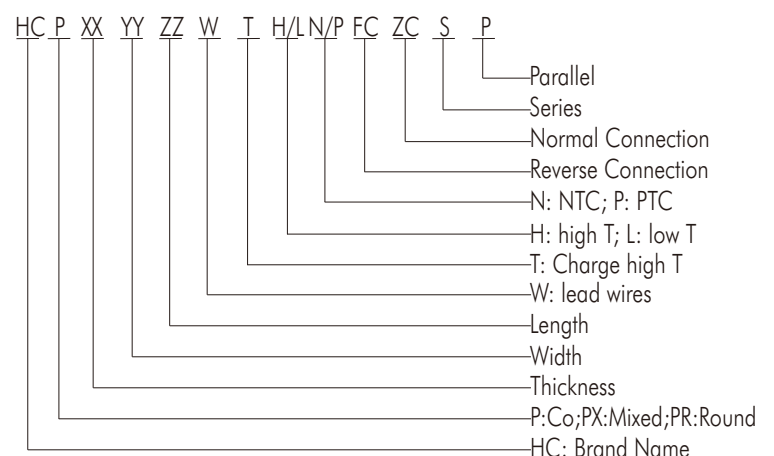 HC P XX YY ZZ W T H/L N/P FC ZC S P
Parallel
Series
Normal Connection
Reverse Connection
N: NTC; P: PTC
H: high T; L: low T
T: Charge high T
W: lead wires
Length
Width
Thickness
P:Co;PX:Mixed;PR:Round
HC: Brand Name